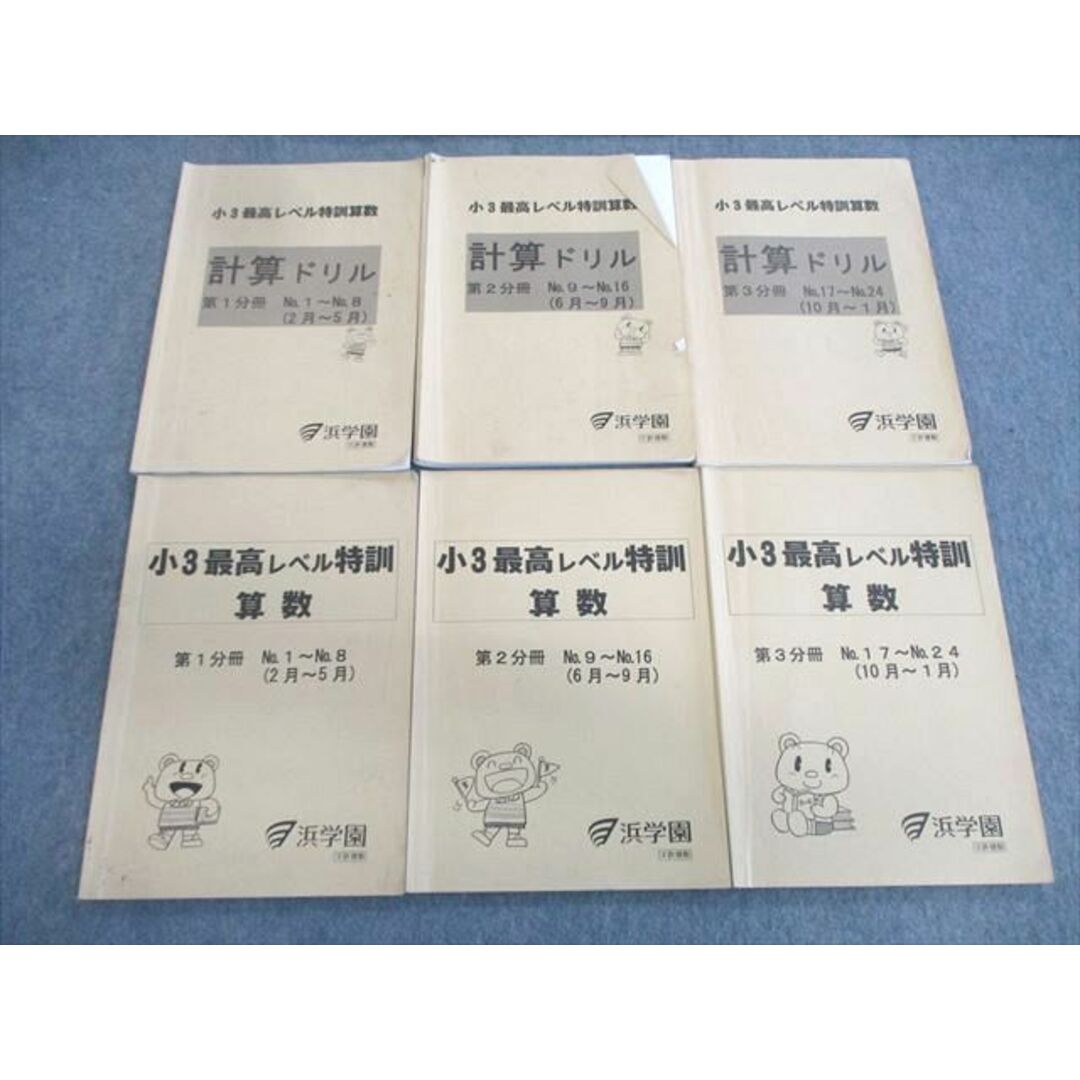 小3最高レベル特訓算数
計算ドリル
第1分冊 No.1～No.8
(2月～5月)
浜学園
小3最高レベル特訓算数
計算ドリル
第2分冊 No.9～No.16
(6月～9月)
浜学園
小3最高レベル特訓算数
計算ドリル
第3分冊 No.17～No.24
(10月～1月)
浜学園
小3最高レベル特訓
算数
第1分冊 No.1～No.8
(2月～5月)
浜学園
小3最高レベル特訓
算数
第2分冊 No.9～No.16
(6月～9月)
浜学園
小3最高レベル特訓
算数
第3分冊 No.17～No.24
(10月～1月)
浜学園